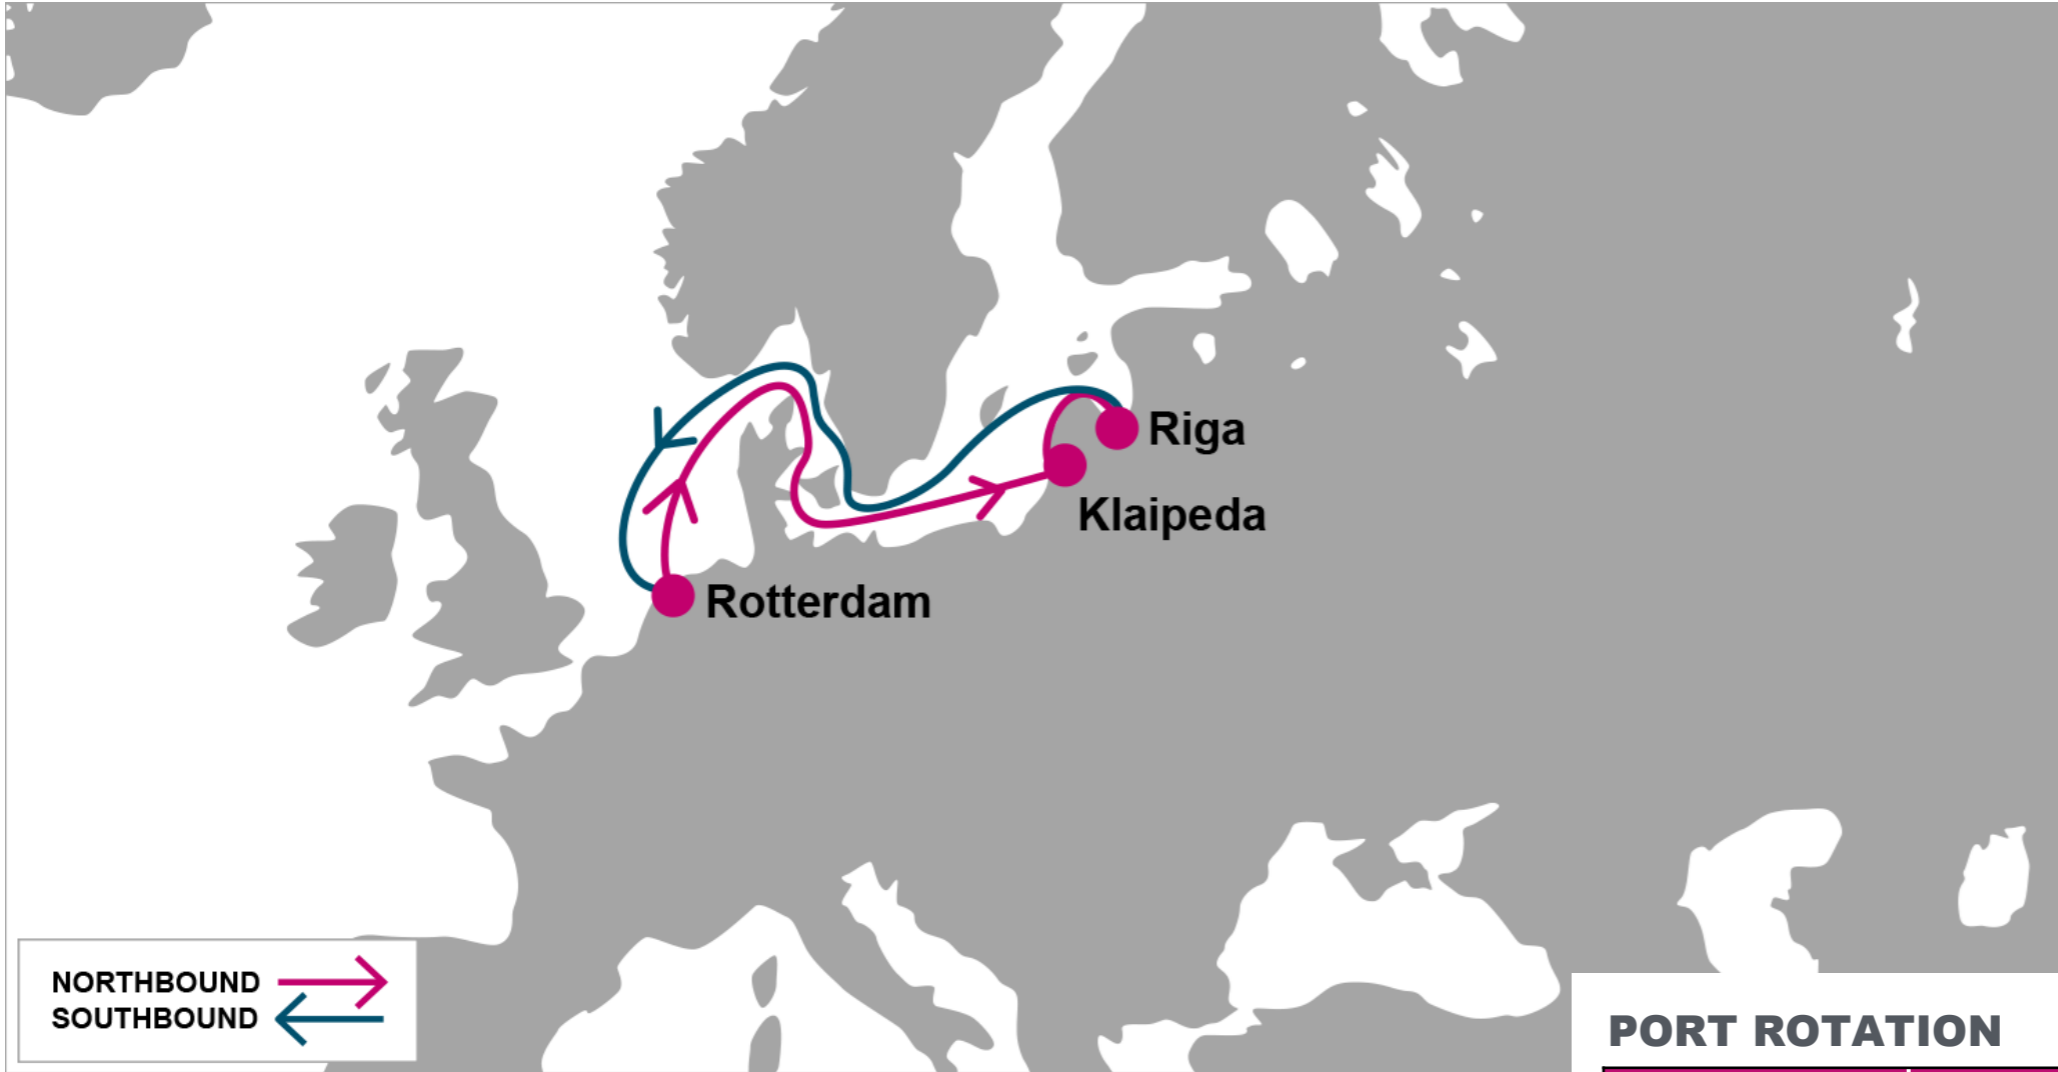 Riga
Klaipeda
Rotterdam
NORTHBOUND
SOUTHBOUND
PORT ROTATION